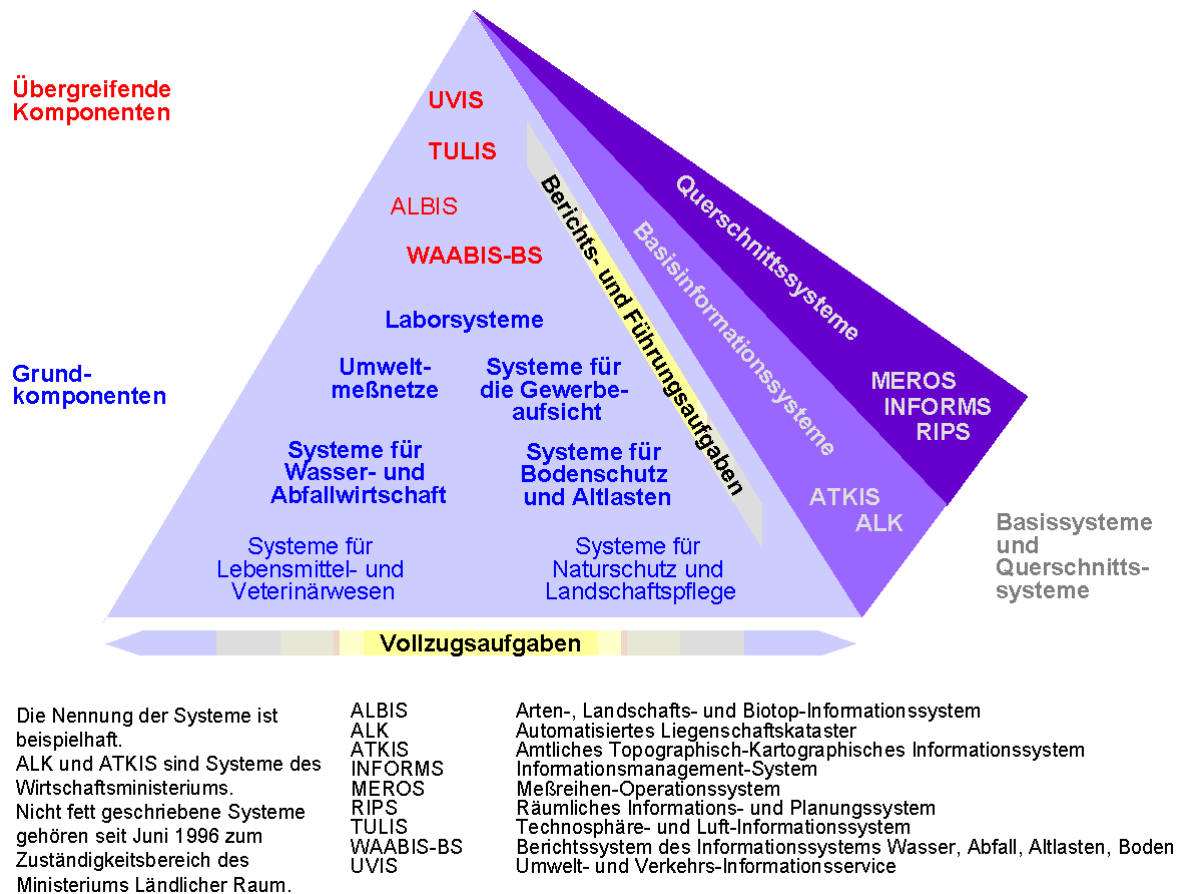 Übergreifende
Komponenten
UVIS
TULIS
ALBIS
WAABIS-BS
Grund-
komponenten
Laborsysteme
Umwelt-
meßnetze
Systeme für
die Gewerbe-
aufsicht
Systeme für
Wasser- und
Abfallwirtschaft
Systeme für
Bodenschutz
und Altlasten
Systeme für
Lebensmittel- und
Veterinärwesen
Systeme für
Naturschutz und
Landschaftspflege
Berichts- und Führungsaufgaben
Basisinformationssysteme
Querschnittssysteme
MEROS
INFORMS
RIPS
ATKIS
ALK
Basissysteme
und
Querschnitts-
systeme
Vollzugsaufgaben
Die Nennung der Systeme ist
beispielhaft.
ALK und ATKIS sind Systeme des
Wirtschaftsministeriums.
Nicht fett geschriebene Systeme
gehören seit Juni 1996 zum
Zuständigkeitsbereich des
Ministeriums Ländlicher Raum.
ALBIS Arten-, Landschafts- und Biotop-Informationssystem
ALK Automatisiertes Liegenschaftskataster
ATKIS Amtliches Topographisch-Kartographisches Informationssystem
INFORMS Informationsmanagement-System
MEROS Meßreihen-Operationssystem
RIPS Räumliches Informations- und Planungssystem
TULIS Technosphäre- und Luft-Informationssystem
WAABIS-BS Berichtssystem des Informationssystems Wasser, Abfall, Altlasten, Boden
UVIS Umwelt- und Verkehrs-Informationsservice